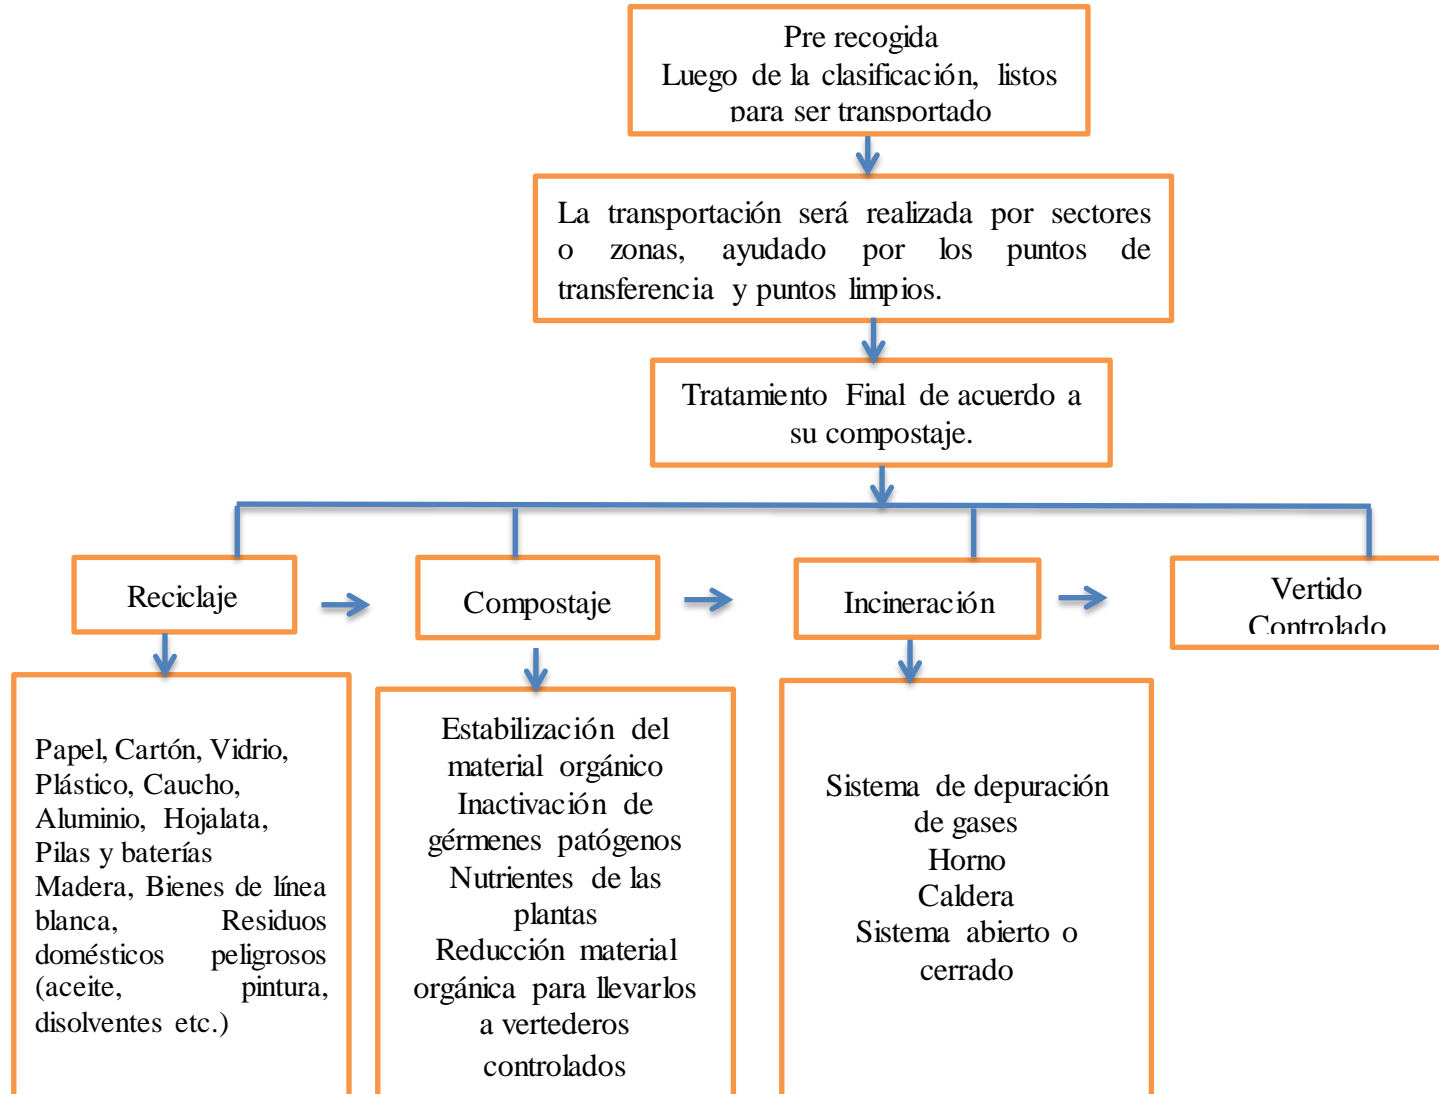 Pre recogida
Luego de la clasificación, listos
para ser transportado
La transportación será realizada por sectores
o zonas, ayudado por los puntos de
transferencia y puntos limpios.
Tratamiento Final de acuerdo a
su compostaje.
Reciclaje
Compostaje
Incineración
Vertido
Controlado
Papel, Cartón, Vidrio,
Plástico, Caucho,
Aluminio, Hojalata,
Pilas y baterías
Madera, Bienes de línea
blanca, Residuos
domésticos peligrosos
(aceite, pintura,
disolventes etc.)
Estabilización del
material orgánico
Inactivación de
gérmenes patógenos
Nutrientes de las
plantas
Reducción material
orgánica para llevarlos
a vertederos
controlados
Sistema de depuración
de gases
Horno
Caldera
Sistema abierto o
cerrado